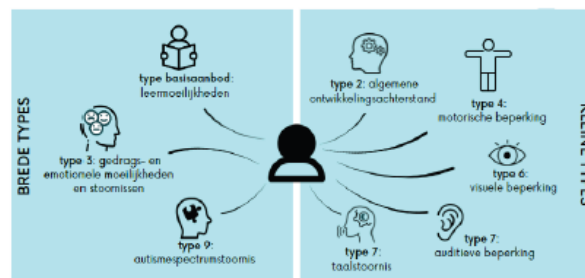 BREDE TYPES
type basisaanbod:
leermoeilijkheden
type 3: gedrags- en
emotionele moeilijkheden
en stoornissen
type 9:
autismespectrumstoornis
type 2: algemene
ontwikkelingsachterstand
type 4:
motorische beperking
type 6:
visuele beperking
type 7:
auditieve beperking
type 7:
taalstoornis